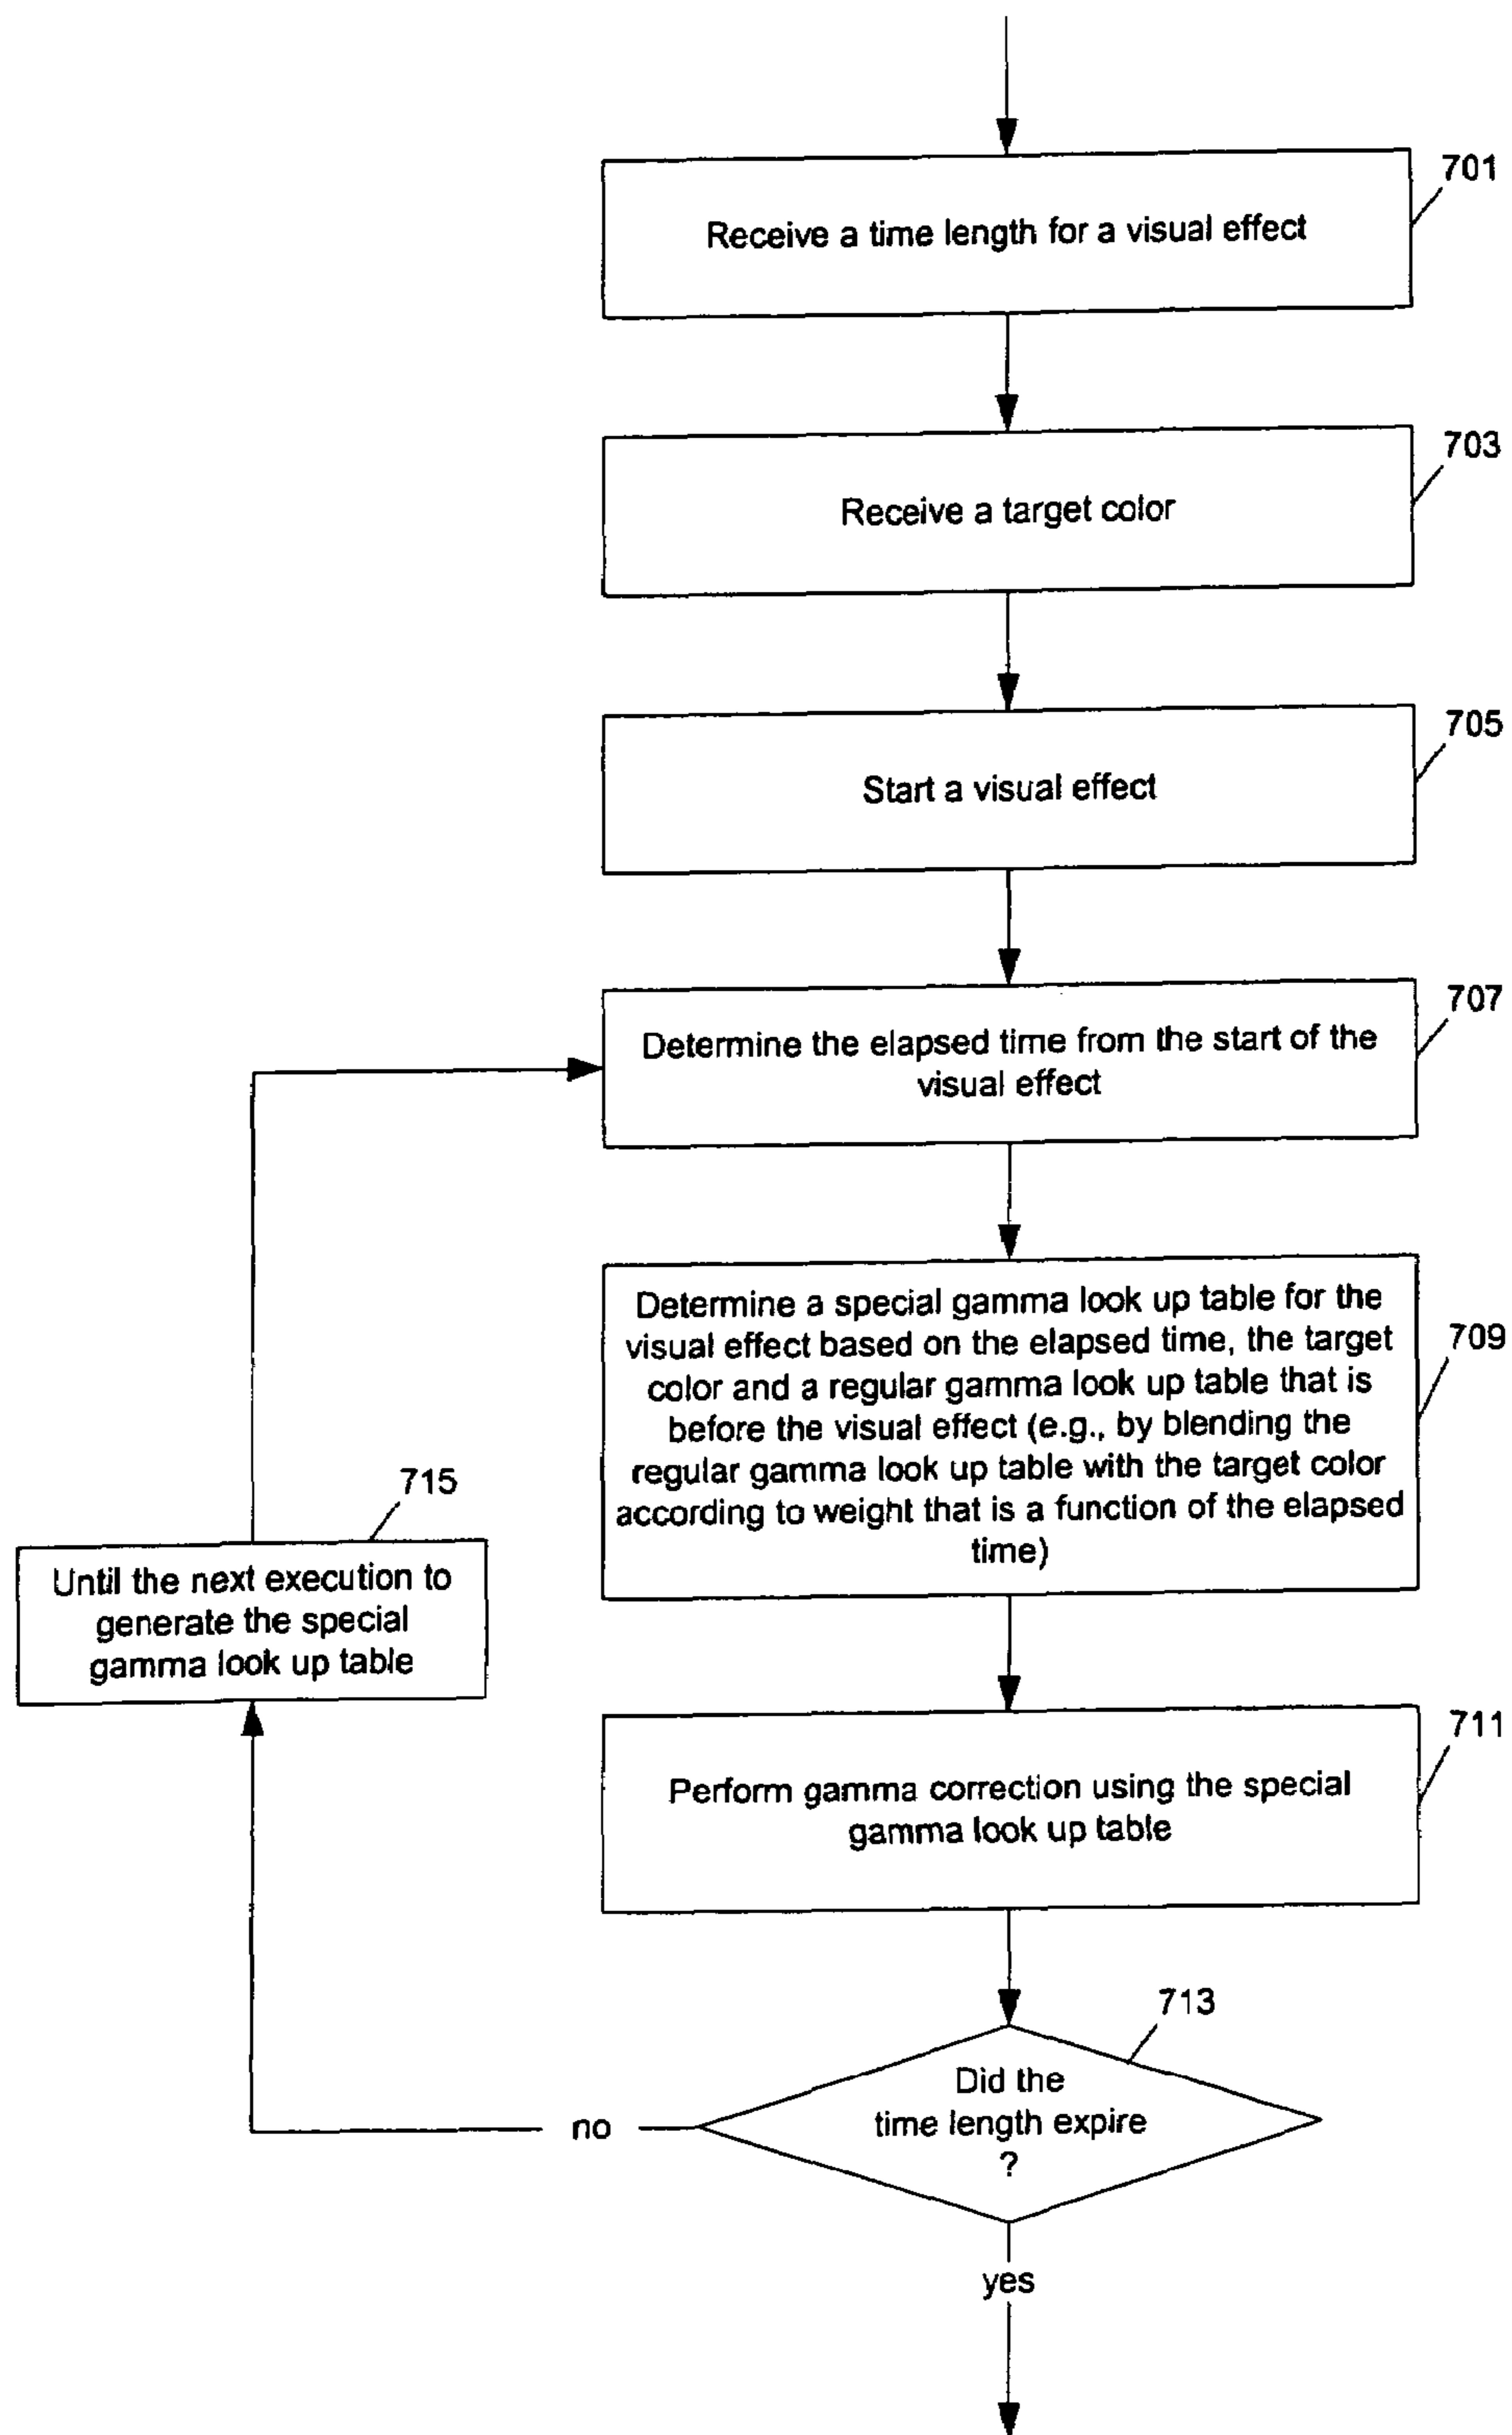 701
Receive a time length for a visual effect
703
Receive a target color
705
Start a visual effect
707
Determine the elapsed time from the start of the
visual effect
709
Determine a special gamma look up table for the
visual effect based on the elapsed time, the target
color and a regular gamma look up table that is
before the visual effect (e.g., by blending the
regular gamma look up table with the target color
according to weight that is a function of the elapsed
time)
715
Until the next execution to
generate the special
gamma look up table
711
Perform gamma correction using the special
gamma look up table
713
Did the
time length expire
?
no
yes